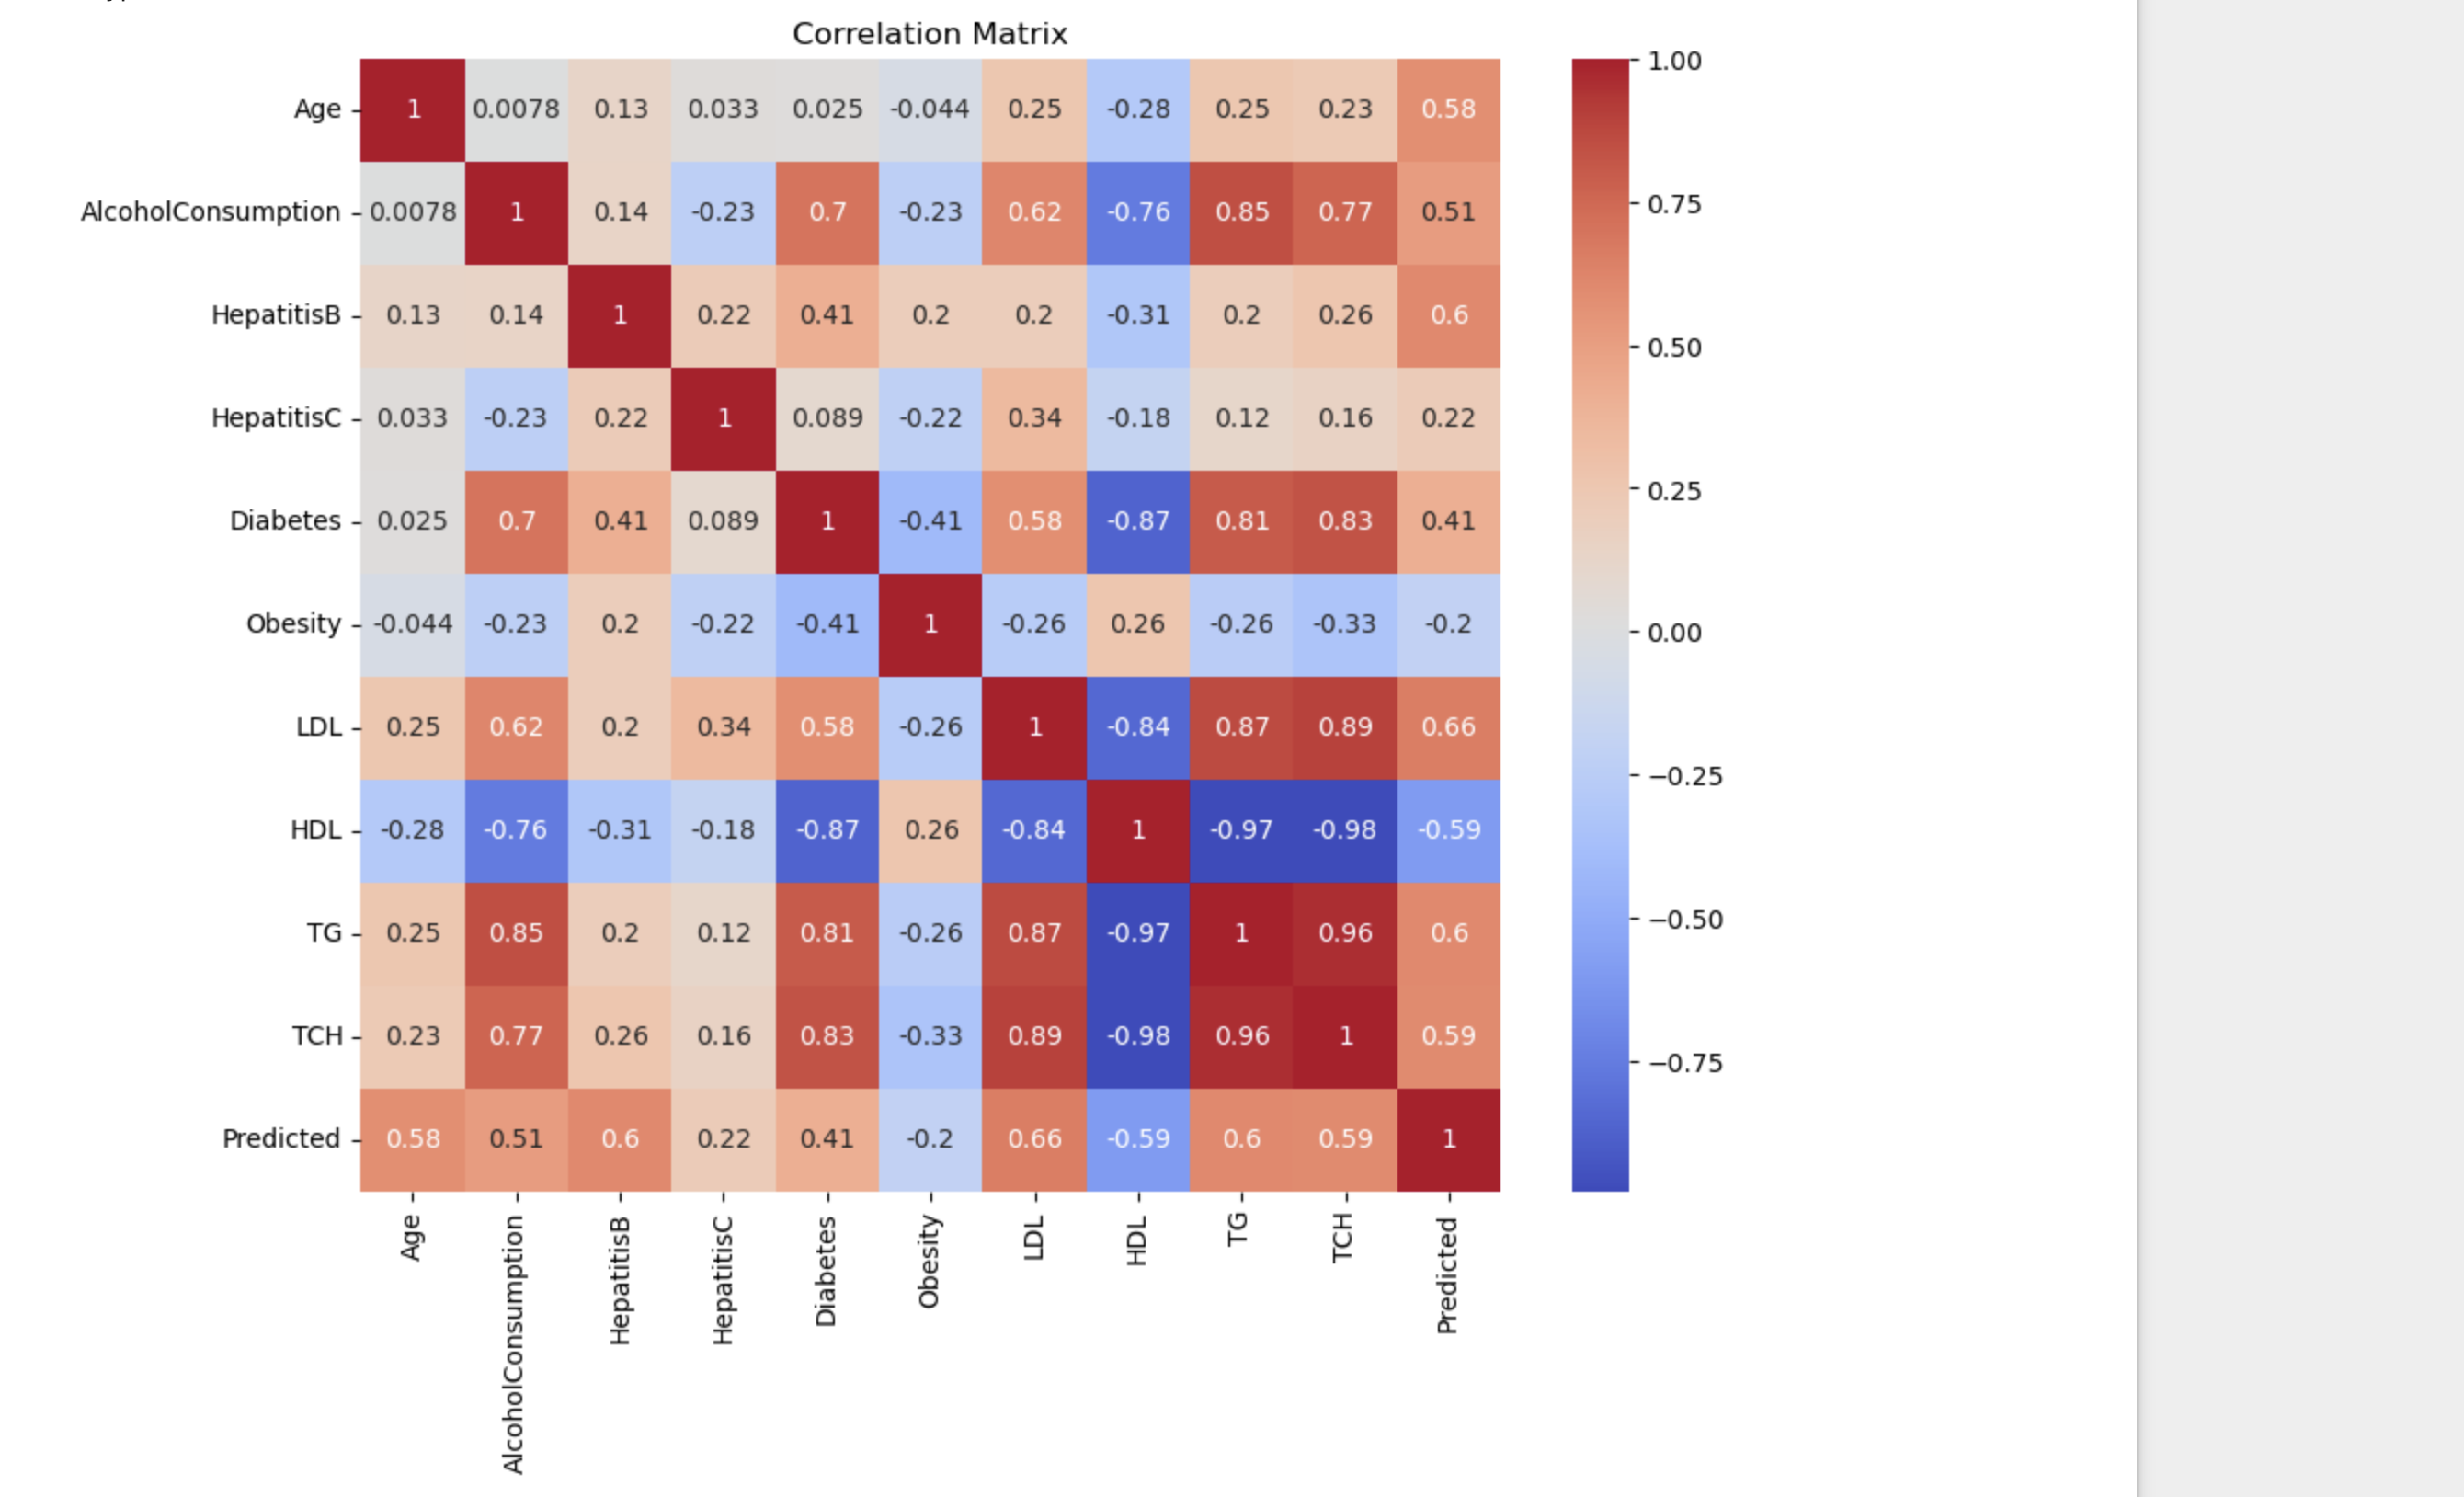 Correlation Matrix
Age 1 0.0078 0.13 0.033 0.025 -0.044 0.25 -0.28 0.25 0.23 0.58
AlcoholConsumption 0.0078 1 0.14 -0.23 0.7 -0.23 0.62 -0.76 0.85 0.77 0.51
HepatitisB 0.13 0.14 1 0.22 0.41 0.2 0.2 -0.31 0.2 0.26 0.6
HepatitisC 0.033 -0.23 0.22 1 0.089 -0.22 0.34 -0.18 0.12 0.16 0.22
Diabetes 0.025 0.7 0.41 0.089 1 -0.41 0.58 -0.87 0.81 0.83 0.41
Obesity -0.044 -0.23 0.2 -0.22 -0.41 1 -0.26 0.26 -0.26 -0.33 -0.2
LDL 0.25 0.62 0.2 0.34 0.58 -0.26 1 -0.84 0.87 0.89 0.66
HDL -0.28 -0.76 -0.31 -0.18 -0.87 0.26 -0.84 1 -0.97 -0.98 -0.59
TG 0.25 0.85 0.2 0.12 0.81 -0.26 0.87 -0.97 1 0.96 0.6
TCH 0.23 0.77 0.26 0.16 0.83 -0.33 0.89 -0.98 0.96 1 0.59
Predicted 0.58 0.51 0.6 0.22 0.41 -0.2 0.66 -0.59 0.6 0.59 1
Age AlcoholConsumption HepatitisB HepatitisC Diabetes Obesity LDL HDL TG TCH Predicted
1.00
0.75
0.50
0.25
0.00
−0.25
−0.50
−0.75